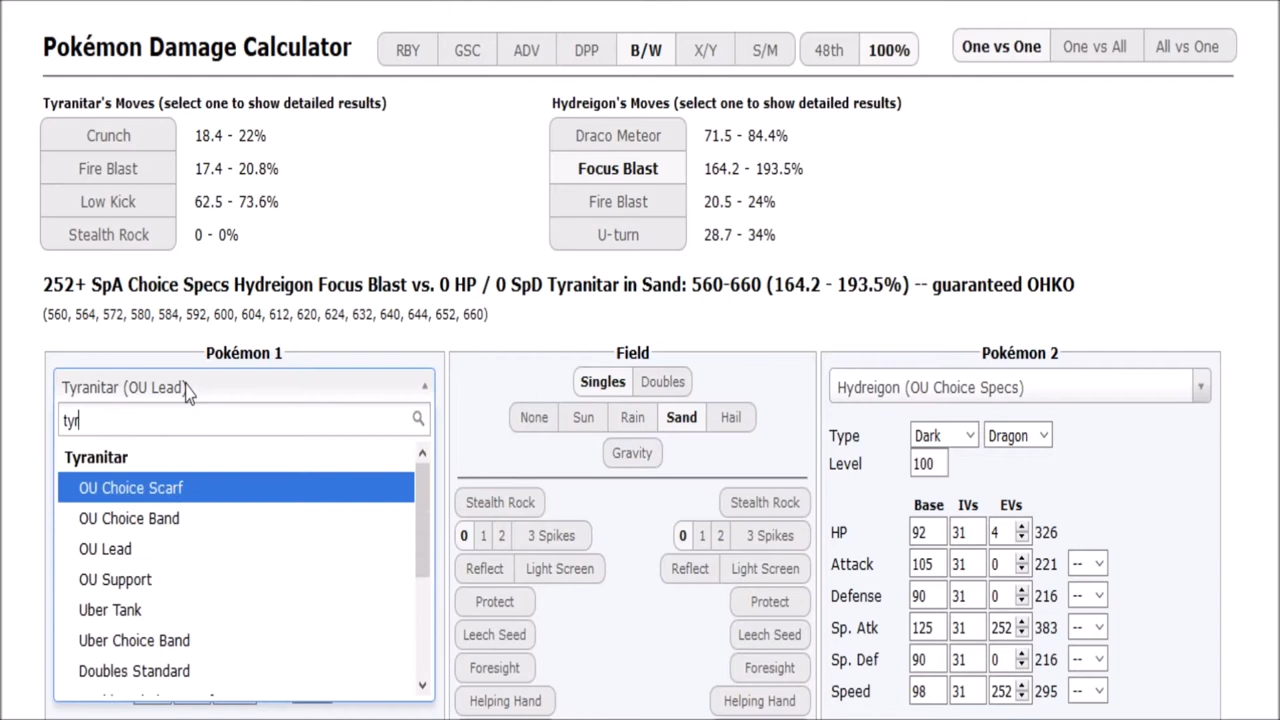 Pokémon Damage Calculator
RBY GSC ADV DPP B/W X/Y S/M 48th 100% One vs One One vs All All vs One
Tyranitar's Moves (select one to show detailed results)
Crunch 18.4 - 22%
Fire Blast 17.4 - 20.8%
Low Kick 62.5 - 73.6%
Stealth Rock 0 - 0%
Hydreigon's Moves (select one to show detailed results)
Draco Meteor 71.5 - 84.4%
Focus Blast 164.2 - 193.5%
Fire Blast 20.5 - 24%
U-turn 28.7 - 34%
252+ SpA Choice Specs Hydreigon Focus Blast vs. 0 HP / 0 SpD Tyranitar in Sand: 560-660 (164.2 - 193.5%) -- guaranteed OHKO
(560, 564, 572, 580, 584, 592, 600, 604, 612, 620, 624, 632, 640, 644, 652, 660)
Pokémon 1
Tyranitar (OU Lead)
tyr
Tyranitar
OU Choice Scarf
OU Choice Band
OU Lead
OU Support
Uber Tank
Uber Choice Band
Doubles Standard
Field
Singles Doubles
None Sun Rain Sand Hail
Gravity
Stealth Rock Stealth Rock
0 1 2 3 Spikes 0 1 2 3 Spikes
Reflect Light Screen Reflect Light Screen
Protect Protect
Leech Seed Leech Seed
Foresight Foresight
Helping Hand Helping Hand
Pokémon 2
Hydreigon (OU Choice Specs)
Type Dark Dragon
Level 100
Base IVs EVs
HP 92 31 4 326
Attack 105 31 0 221 --
Defense 90 31 0 216 --
Sp. Atk 125 31 252 383 --
Sp. Def 90 31 0 216 --
Speed 98 31 252 295 --